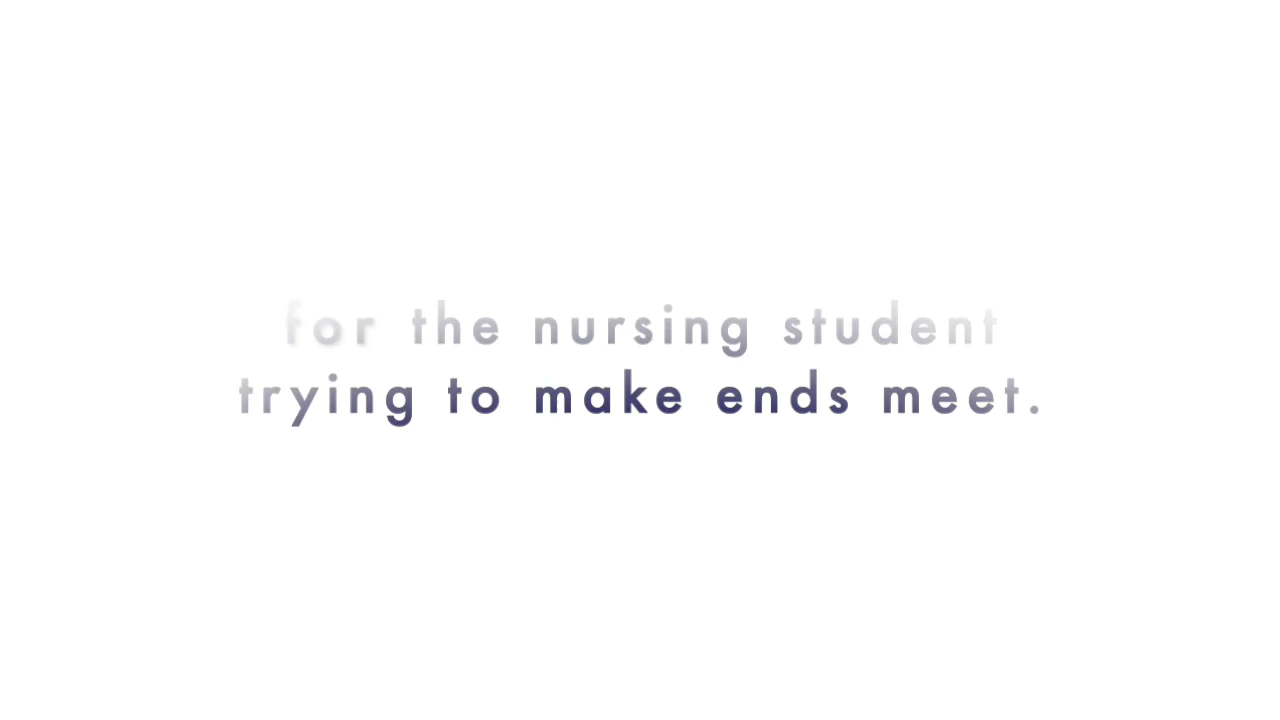 for the nursing student
trying to make ends meet.